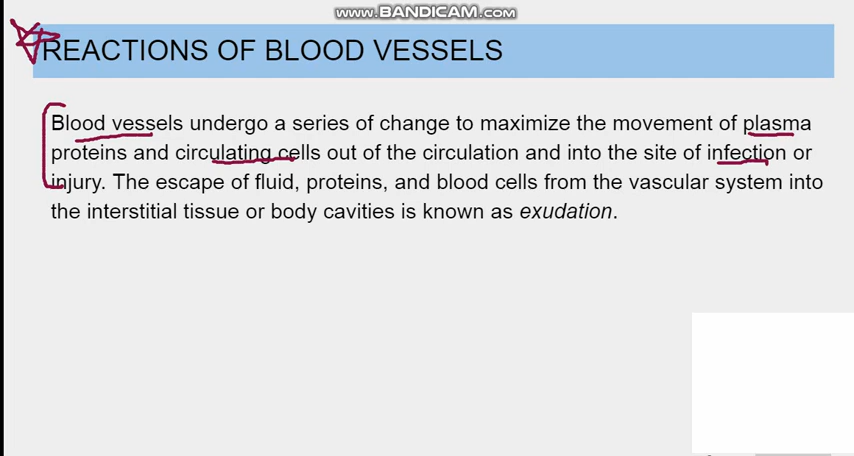 www.BANDICAM.com
REACTIONS OF BLOOD VESSELS
Blood vessels undergo a series of change to maximize the movement of plasma
proteins and circulating cells out of the circulation and into the site of infection or
injury. The escape of fluid, proteins, and blood cells from the vascular system into
the interstitial tissue or body cavities is known as exudation.